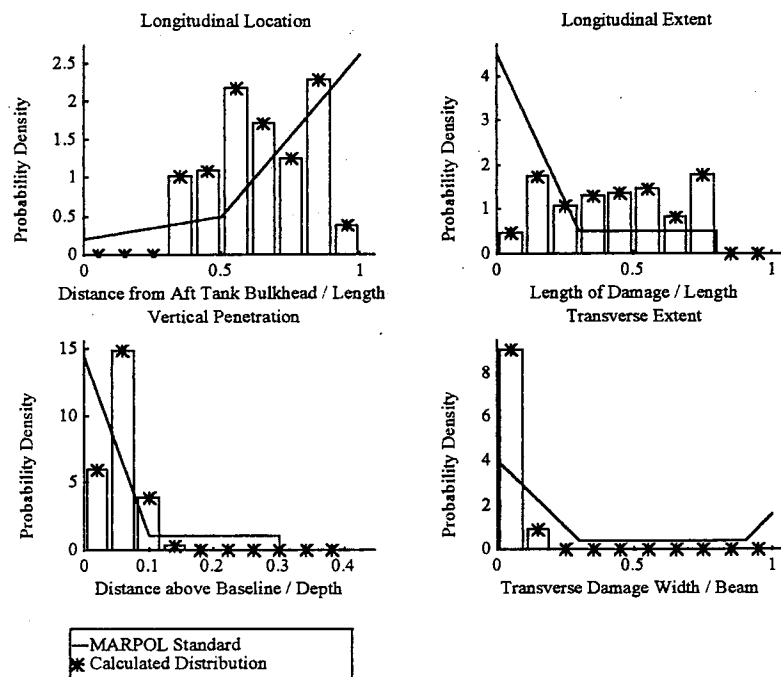 Longitudinal Location
Probability Density
2.5
2
1.5
1
0.5
0
0
0.5
1
Distance from Aft Tank Bulkhead / Length
Longitudinal Extent
Probability Density
4
3
2
1
0
0
0.5
1
Length of Damage / Length
Vertical Penetration
Probability Density
15
10
5
0
0
0.1
0.2
0.3
0.4
Distance above Baseline / Depth
Transverse Extent
Probability Density
8
6
4
2
0
0
0.5
1
Transverse Damage Width / Beam
MARPOL Standard
Calculated Distribution